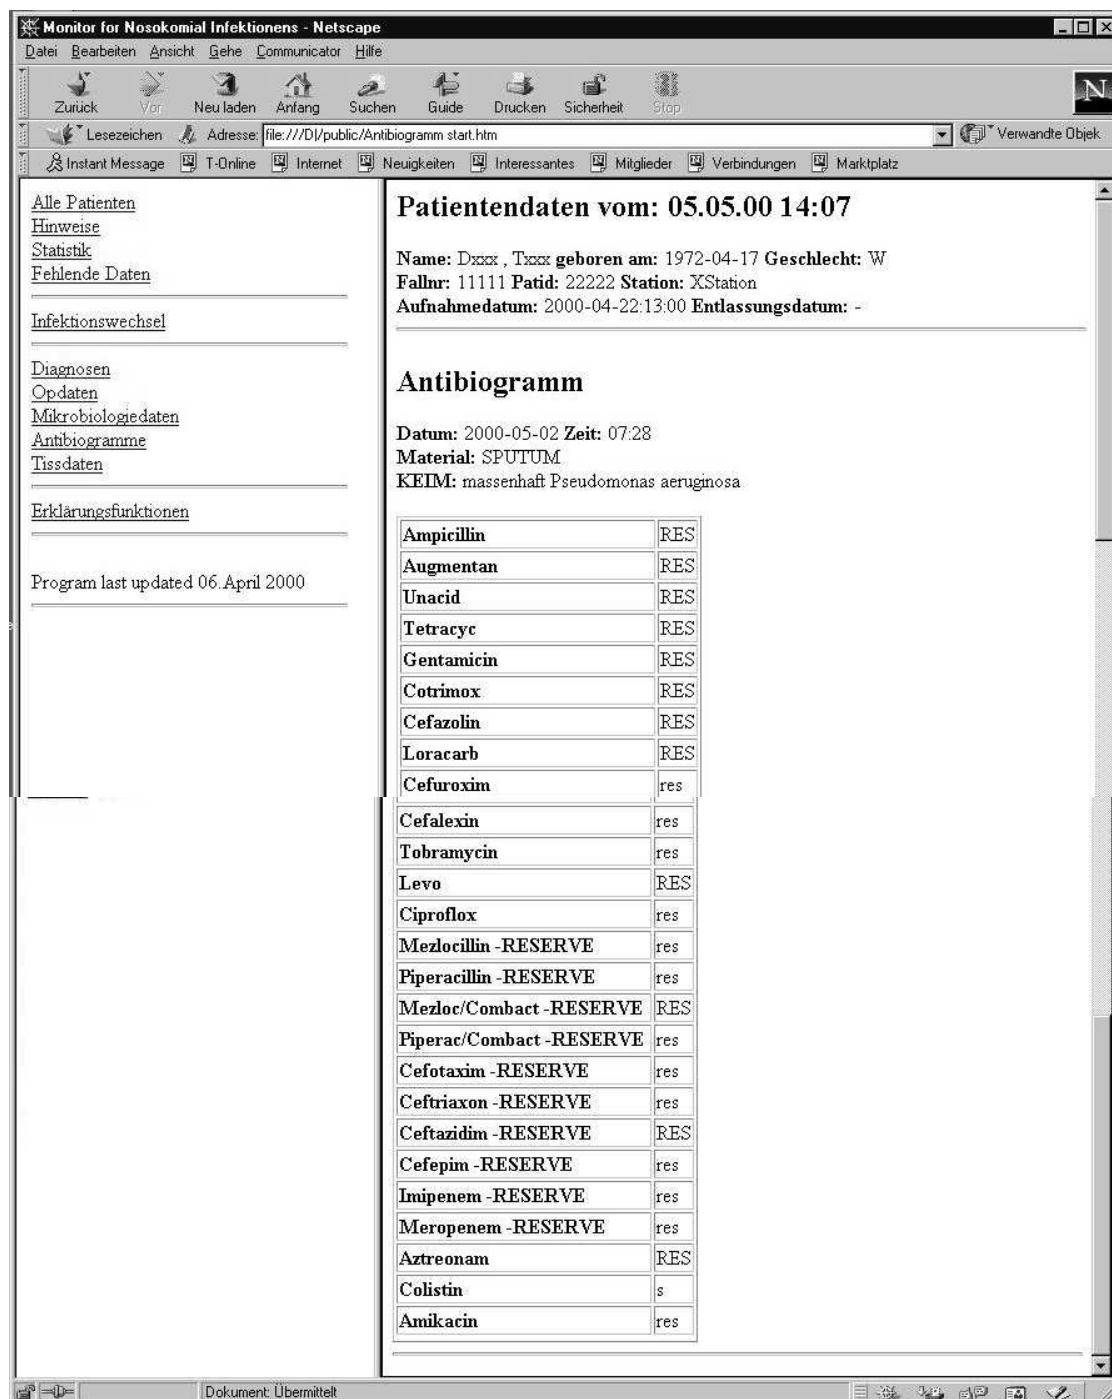 Monitor for Nosokomial Infektionens - Netscape
Datei Bearbeiten Ansicht Gehe Communicator Hilfe
Zurück Vor Neu laden Anfang Suchen Guide Drucken Sicherheit Stop
N
Lesezeichen Adresse: file:///D|/public/Antibiogramm start.htm Verwandte Objek
Instant Message T-Online Internet Neuigkeiten Interessantes Mitglieder Verbindungen Marktplatz
Alle Patienten
Hinweise
Statistik
Fehlende Daten
Infektionswechsel
Diagnosen
Opdaten
Mikrobiologiedaten
Antibiogramme
Tissdaten
Erklärungsfunktionen
Program last updated 06.April 2000
Patientendaten vom: 05.05.00 14:07
Name: Dxxx , Txxx geboren am: 1972-04-17 Geschlecht: W
Fallnr: 11111 Patid: 22222 Station: XStation
Aufnahmedatum: 2000-04-22:13:00 Entlassungsdatum: -
Antibiogramm
Datum: 2000-05-02 Zeit: 07:28
Material: SPUTUM
KEIM: massenhaft Pseudomonas aeruginosa
Ampicillin RES
Augmentan RES
Unacid RES
Tetracyc RES
Gentamicin RES
Cotrimox RES
Cefazolin RES
Loracarb RES
Cefuroxim res
Cefalexin res
Tobramycin res
Levo RES
Ciproflox res
Mezlocillin -RESERVE res
Piperacillin -RESERVE res
Mezloc/Combact -RESERVE RES
Piperac/Combact -RESERVE res
Cefotaxim -RESERVE res
Ceftriaxon -RESERVE res
Ceftazidim -RESERVE RES
Cefepim -RESERVE res
Imipenem -RESERVE res
Meropenem -RESERVE res
Aztreonam RES
Colistin s
Amikacin res
Dokument: Übermittelt